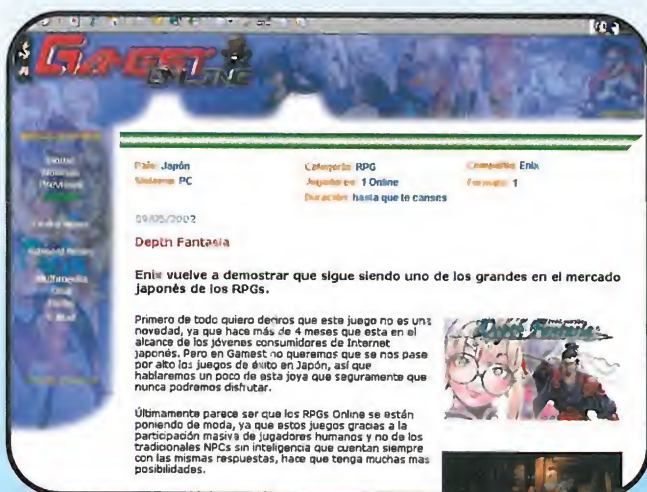 GAMEST
ONLINE
Home
Noticias
Previews
Multimedia
País: Japón
Categoría: RPG
Compañía: Enix
Sistema: PC
Jugadores: 1 Online
Formato: 1
Duración: hasta que te canses
09/05/2002
Depth Fantasia
Enix vuelve a demostrar que sigue siendo uno de los grandes en el mercado
japonés de los RPGs.
Primero de todo quiero deciros que este juego no es una
novedad, ya que hace más de 4 meses que esta en el
alcance de los jóvenes consumidores de Internet
japonés. Pero en Gamest no queremos que se nos pase
por alto los juegos de éxito en Japón, así que
hablaremos un poco de esta joya que seguramente que
nunca podremos disfrutar.
Últimamente parece ser que los RPGs Online se están
poniendo de moda, ya que estos juegos gracias a la
participación masiva de jugadores humanos y no de los
tradicionales NPCs sin inteligencia que cuentan siempre
con las mismas respuestas, hace que tenga muchas mas
posibilidades.